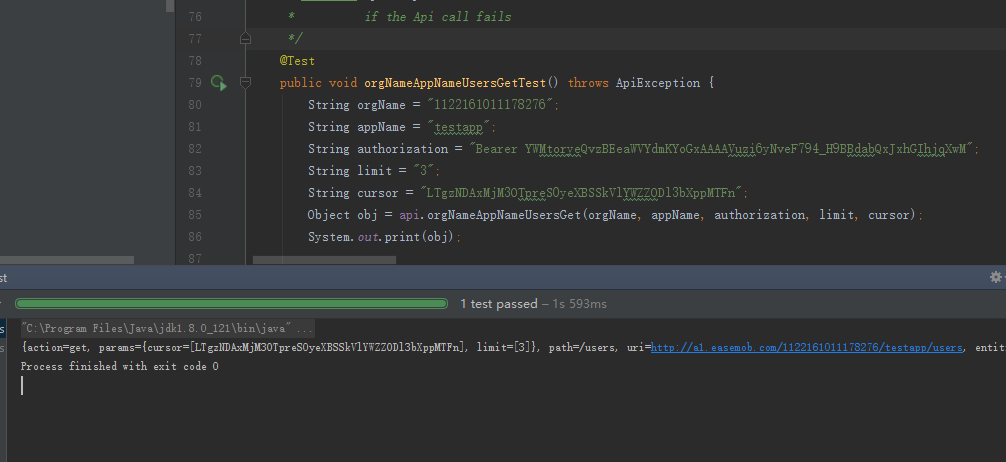 76 * if the Api call fails
77 */
78 @Test
79 public void orgNameAppNameUsersGetTest() throws ApiException {
80 String orgName = "1122161011178276";
81 String appName = "testapp";
82 String authorization = "Bearer YWMtoryeQvzBEeaWVYdmKYoGxAAAAVuzi6yNveF794_H9BBdabQxJxhGIhjqXwM";
83 String limit = "3";
84 String cursor = "LTgzNDAxMjM3OTpreS0yeXBSSkVlYWZZODl3bXppMTFn";
85 Object obj = api.orgNameAppNameUsersGet(orgName, appName, authorization, limit, cursor);
86 System.out.print(obj);
87
st
1 test passed – 1s 593ms
"C:\Program Files\Java\jdk1.8.0_121\bin\java" ...
{action=get, params={cursor=[LTgzNDAxMjM3OTpreS0yeXBSSkVlYWZZODl3bXppMTFn], limit=[3]}, path=/users, uri=http://a1.easemob.com/1122161011178276/testapp/users, entit
Process finished with exit code 0